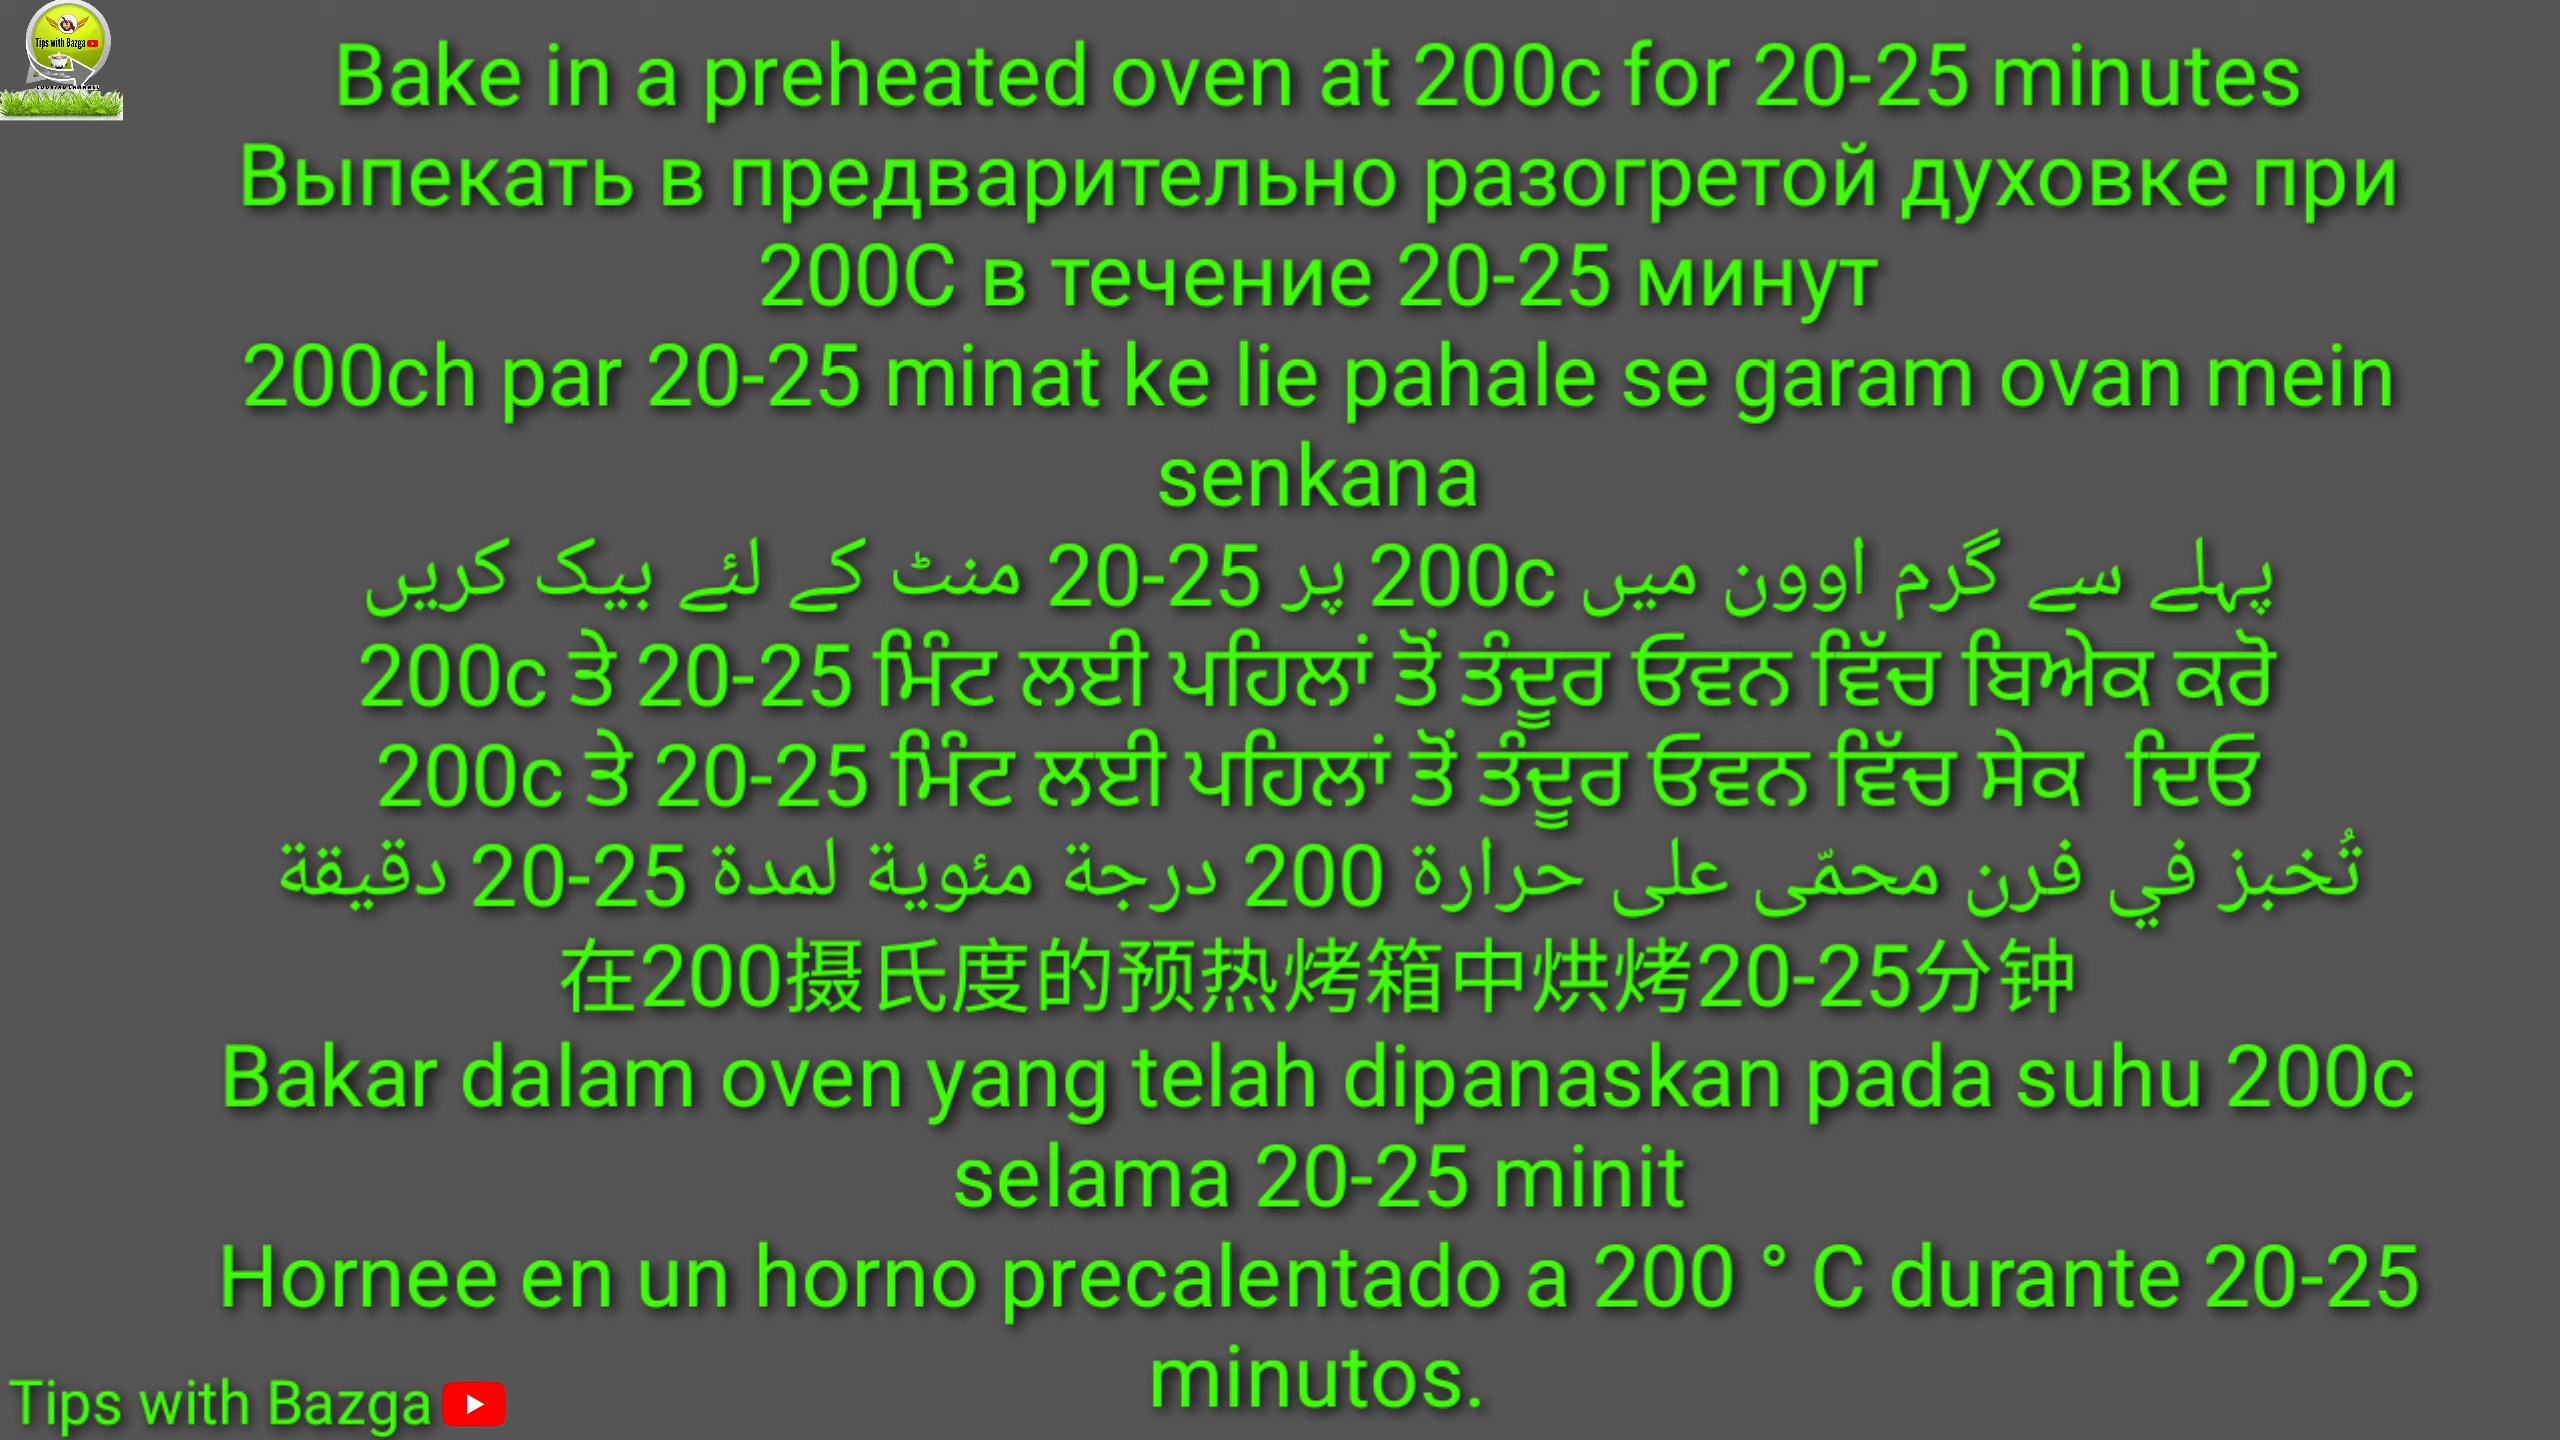 Tips with Bazga
Bake in a preheated oven at 200c for 20-25 minutes
Выпекать в предварительно разогретой духовке при
200С в течение 20-25 минут
200ch par 20-25 minat ke lie pahale se garam ovan mein
senkana
پہلے سے گرم اوون میں 200c پر 25-20 منٹ کے لئے بیک کریں
200c ਤੇ 20-25 ਮਿੰਟ ਲਈ ਪਹਿਲਾਂ ਤੋਂ ਤੰਦੂਰ ਓਵਨ ਵਿੱਚ ਬਿਅੇਕ ਕਰੋ
200c ਤੇ 20-25 ਮਿੰਟ ਲਈ ਪਹਿਲਾਂ ਤੋਂ ਤੰਦੂਰ ਓਵਨ ਵਿੱਚ ਸੇਕ ਦਿਓ
تُخبز في فرن محمّى على حرارة 200 درجة مئوية لمدة 25-20 دقيقة
在200摄氏度的预热烤箱中烘烤20-25分钟
Bakar dalam oven yang telah dipanaskan pada suhu 200c
selama 20-25 minit
Hornee en un horno precalentado a 200 ° C durante 20-25
minutos.
Tips with Bazga